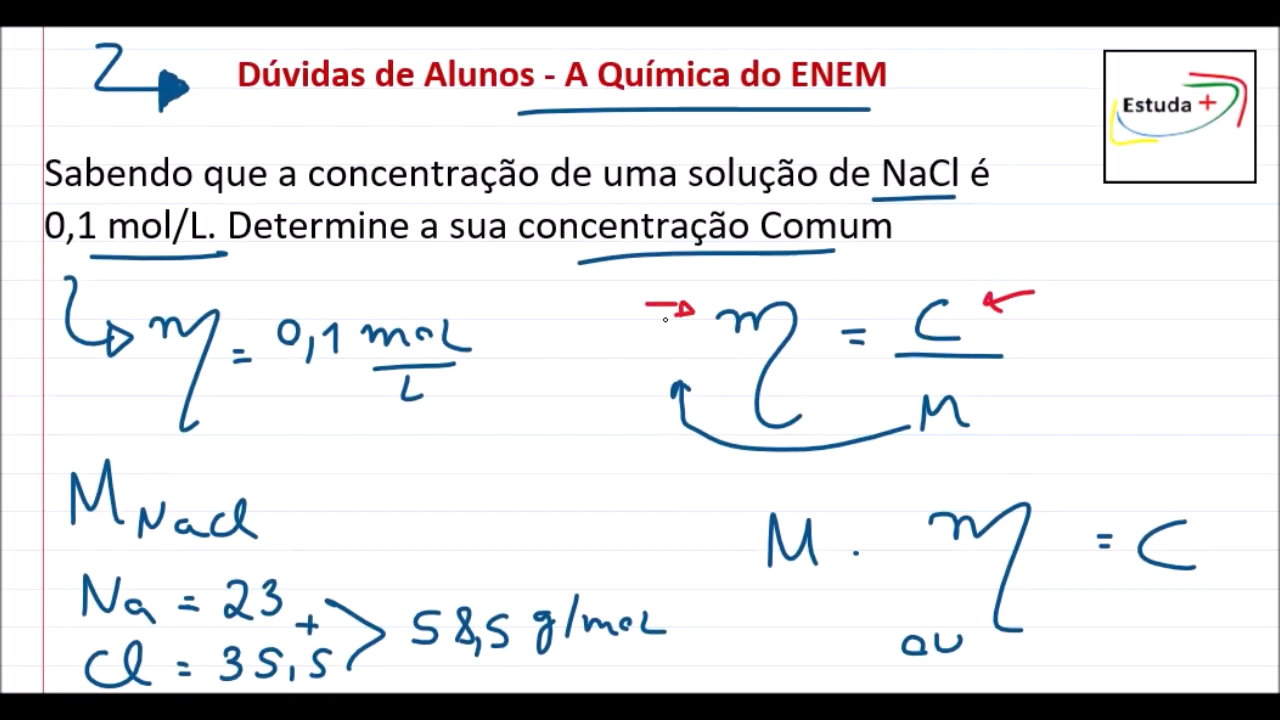 Dúvidas de Alunos - A Química do ENEM
Estuda +
Sabendo que a concentração de uma solução de NaCl é
0,1 mol/L. Determine a sua concentração Comum
η = 0,1 mol/L
η = C/M
M NaCl
M . η = C
Na = 23
+
58,5 g/mol
Cl = 35,5
ou